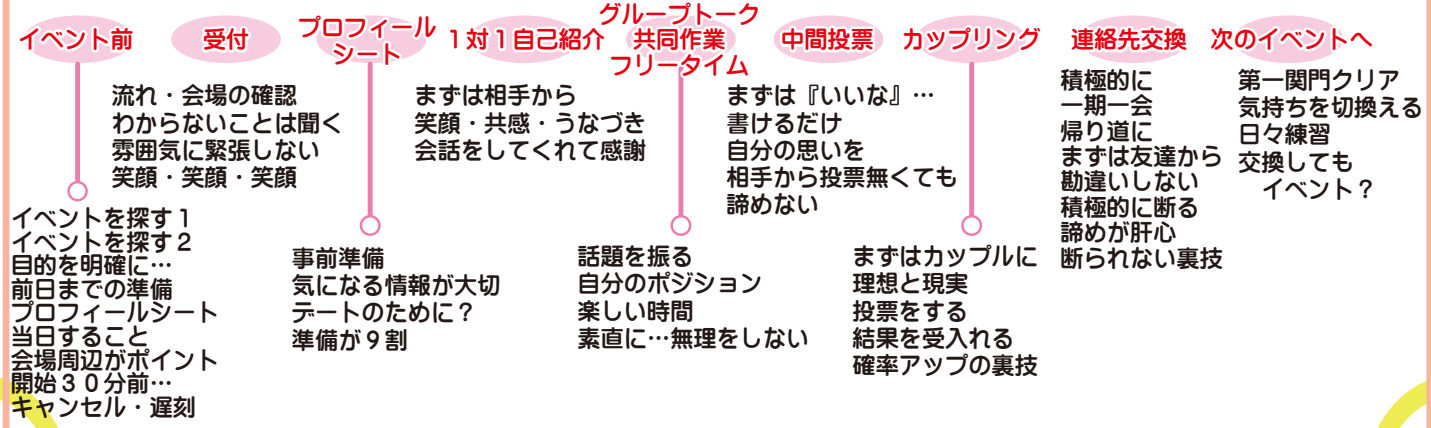 イベント前
受付
プロフィール
シート
１対１自己紹介
グループトーク
共同作業
フリータイム
中間投票
カップリング
連絡先交換
次のイベントへ
イベントを探す１
イベントを探す２
目的を明確に…
前日までの準備
プロフィールシート
当日すること
会場周辺がポイント
開始３０分前…
キャンセル・遅刻
流れ・会場の確認
わからないことは聞く
雰囲気に緊張しない
笑顔・笑顔・笑顔
事前準備
気になる情報が大切
デートのために？
準備が９割
まずは相手から
笑顔・共感・うなづき
会話をしてくれて感謝
話題を振る
自分のポジション
楽しい時間
素直に…無理をしない
まずは『いいな』…
書けるだけ
自分の思いを
相手から投票無くても
諦めない
まずはカップルに
理想と現実
投票をする
結果を受入れる
確率アップの裏技
積極的に
一期一会
帰り道に
まずは友達から
勘違いしない
積極的に断る
諦めが肝心
断られない裏技
第一関門クリア
気持ちを切換える
日々練習
交換しても
イベント？